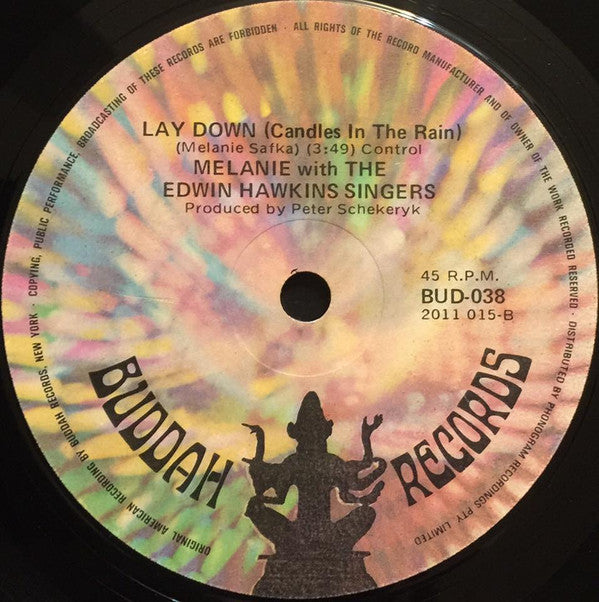 LAY DOWN (Candles In The Rain)
(Melanie Safka) (3:49) Control
MELANIE with THE
EDWIN HAWKINS SINGERS
Produced by Peter Schekeryk
45 R.P.M.
BUD-038
2011 015-B
BUDDAH RECORDS
ORIGINAL AMERICAN RECORDING BY BUDDAH RECORDS, NEW YORK · COPYING, PUBLIC PERFORMANCE, BROADCASTING OF THESE RECORDS ARE FORBIDDEN · ALL RIGHTS OF THE RECORD MANUFACTURER AND OF OWNER OF THE WORK RECORDED RESERVED · DISTRIBUTED BY PHONOGRAM RECORDINGS PTY. LIMITED